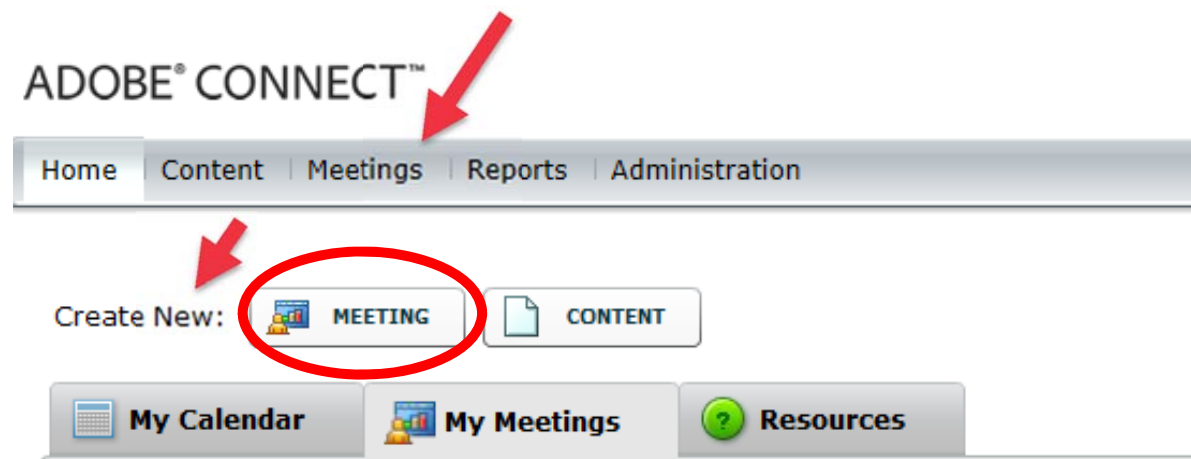 ADOBE® CONNECT™
Home Content Meetings Reports Administration
Create New: MEETING CONTENT
My Calendar My Meetings ? Resources